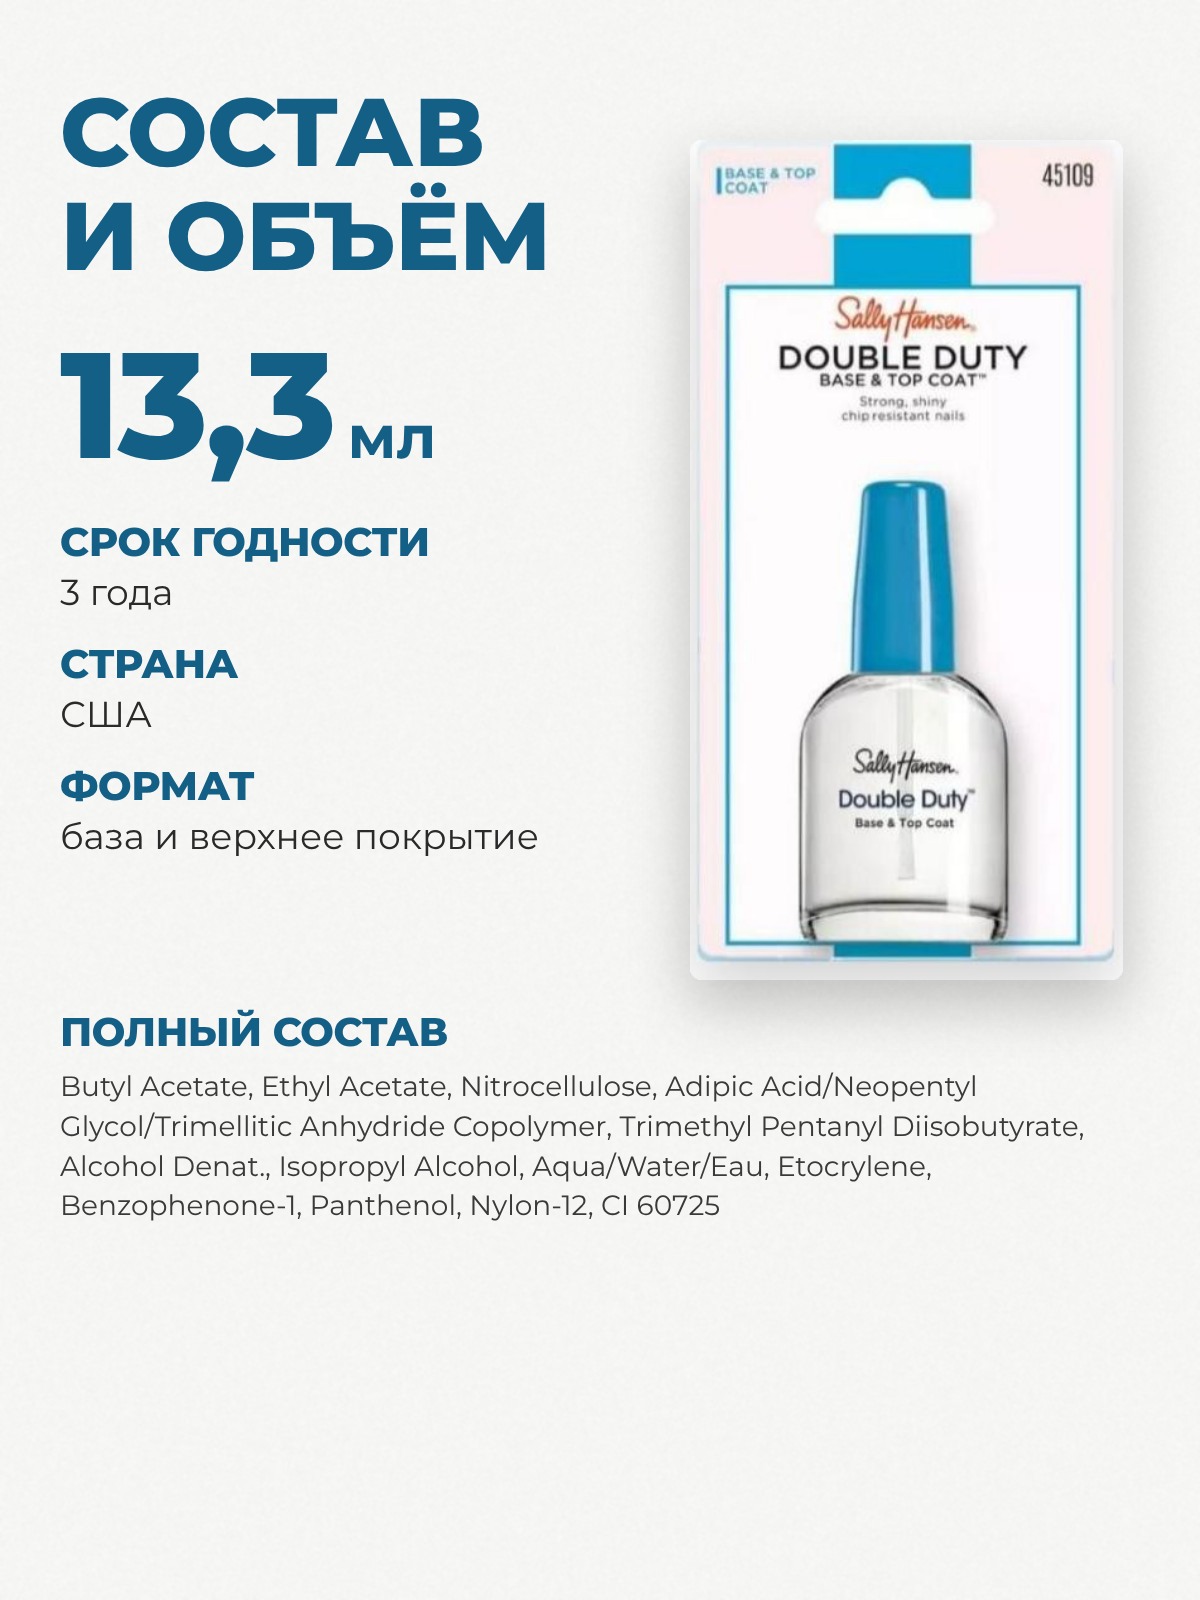 СОСТАВ
И ОБЪЁМ
13,3 мл
СРОК ГОДНОСТИ
3 года
СТРАНА
США
ФОРМАТ
база и верхнее покрытие
BASE & TOP
COAT
45109
Sally Hansen®
DOUBLE DUTY
BASE & TOP COAT™
Strong, shiny
chip resistant nails
Sally Hansen.
Double Duty™
Base & Top Coat
ПОЛНЫЙ СОСТАВ
Butyl Acetate, Ethyl Acetate, Nitrocellulose, Adipic Acid/Neopentyl
Glycol/Trimellitic Anhydride Copolymer, Trimethyl Pentanyl Diisobutyrate,
Alcohol Denat., Isopropyl Alcohol, Aqua/Water/Eau, Etocrylene,
Benzophenone-1, Panthenol, Nylon-12, CI 60725